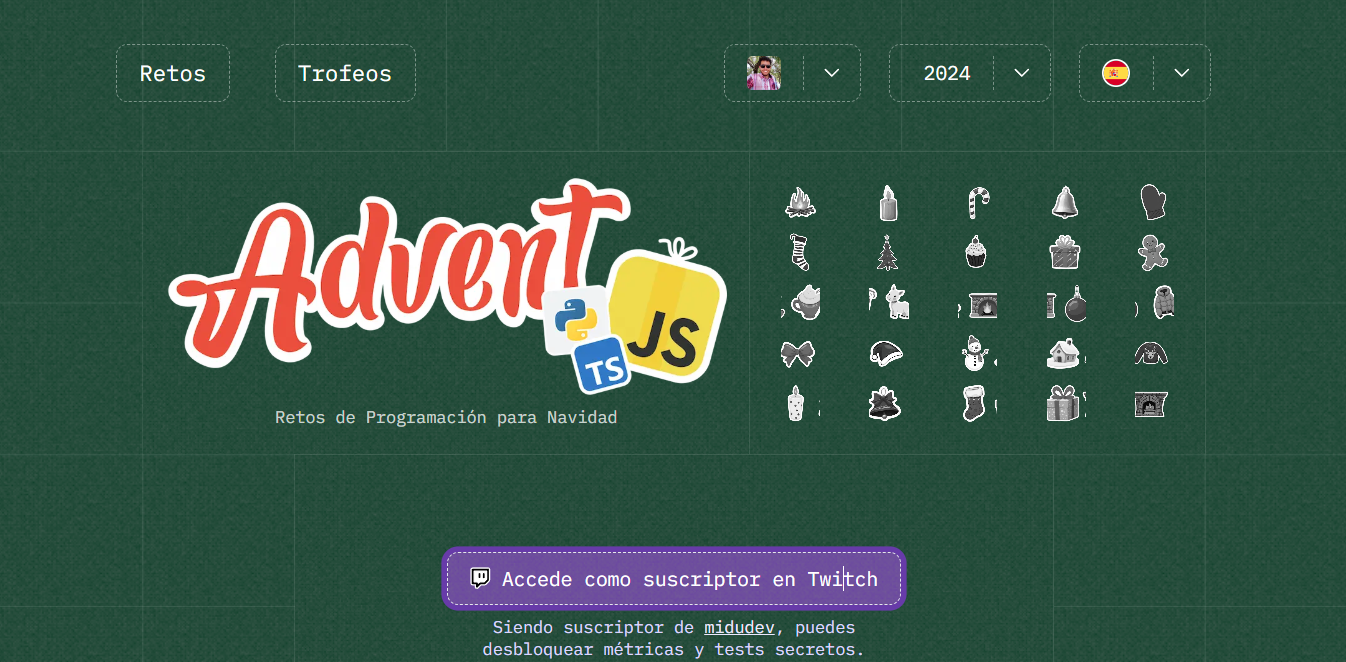 Retos
Trofeos
2024
Advent
JS
TS
Retos de Programación para Navidad
Accede como suscriptor en Twitch
Siendo suscriptor de midudev, puedes
desbloquear métricas y tests secretos.